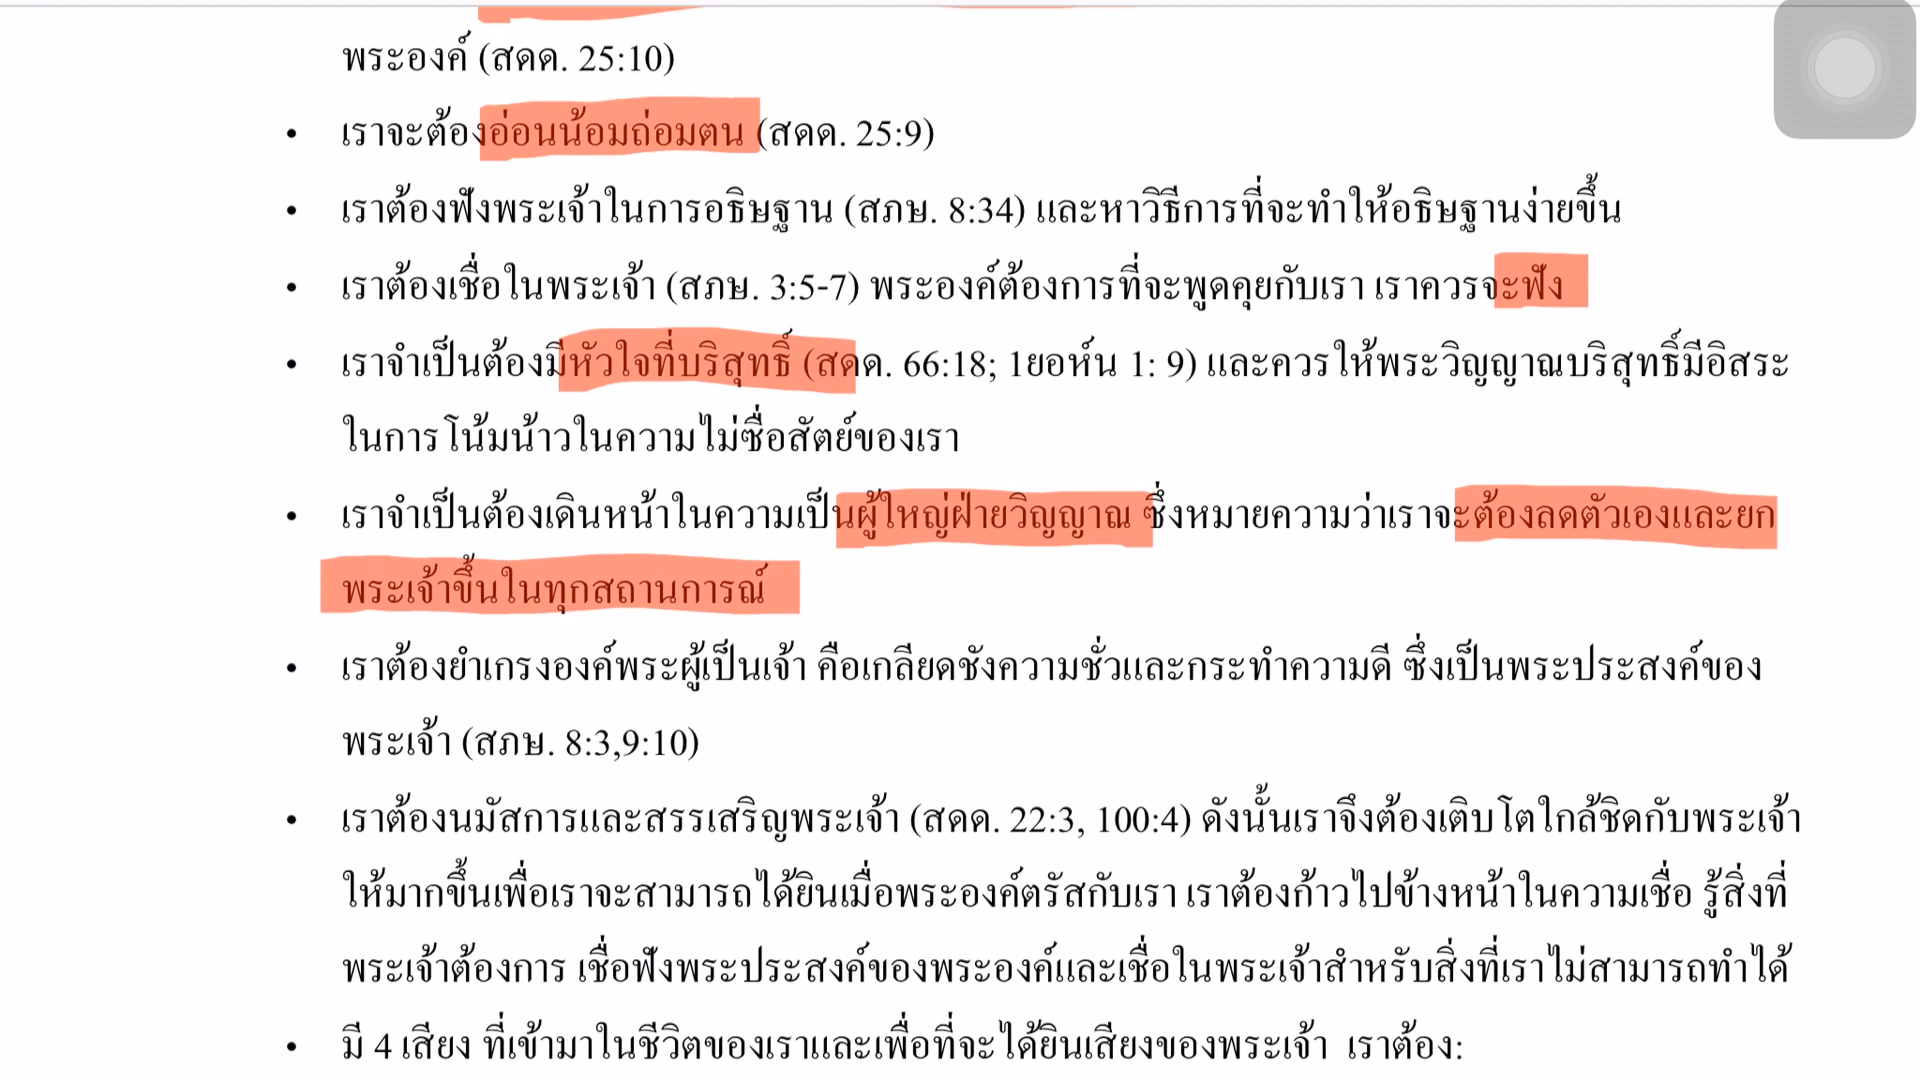 พระองค์ (สดด. 25:10)
• เราจะต้องอ่อนน้อมถ่อมตน (สดด. 25:9)
• เราต้องฟังพระเจ้าในการอธิษฐาน (สภษ. 8:34) และหาวิธีการที่จะทำให้อธิษฐานง่ายขึ้น
• เราต้องเชื่อในพระเจ้า (สภษ. 3:5-7) พระองค์ต้องการที่จะพูดคุยกับเรา เราควรจะฟัง
• เราจำเป็นต้องมีหัวใจที่บริสุทธิ์ (สดด. 66:18; 1ยอห์น 1: 9) และควรให้พระวิญญาณบริสุทธิ์มีอิสระ
ในการโน้มน้าวในความไม่ซื่อสัตย์ของเรา
• เราจำเป็นต้องเดินหน้าในความเป็นผู้ใหญ่ฝ่ายวิญญาณ ซึ่งหมายความว่าเราจะต้องลดตัวเองและยก
พระเจ้าขึ้นในทุกสถานการณ์
• เราต้องยำเกรงองค์พระผู้เป็นเจ้า คือเกลียดชังความชั่วและกระทำความดี ซึ่งเป็นพระประสงค์ของ
พระเจ้า (สภษ. 8:3,9:10)
• เราต้องนมัสการและสรรเสริญพระเจ้า (สดด. 22:3, 100:4) ดังนั้นเราจึงต้องเติบโตใกล้ชิดกับพระเจ้า
ให้มากขึ้นเพื่อเราจะสามารถได้ยินเมื่อพระองค์ตรัสกับเรา เราต้องก้าวไปข้างหน้าในความเชื่อ รู้สิ่งที่
พระเจ้าต้องการ เชื่อฟังพระประสงค์ของพระองค์และเชื่อในพระเจ้าสำหรับสิ่งที่เราไม่สามารถทำได้
• มี 4 เสียง ที่เข้ามาในชีวิตของเราและเพื่อที่จะได้ยินเสียงของพระเจ้า เราต้อง: